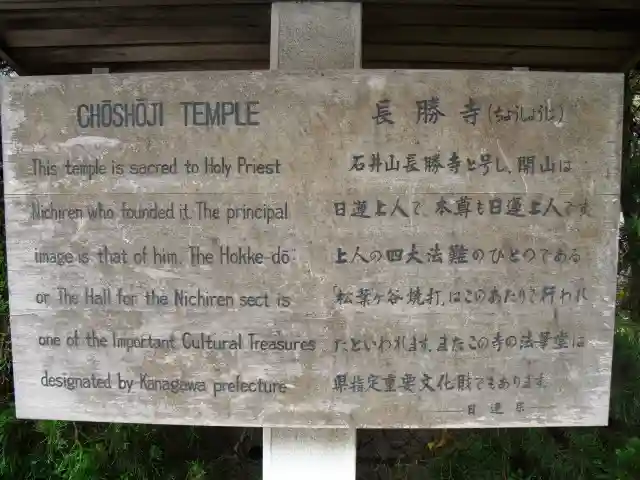 CHŌSHŌJI TEMPLE
This temple is sacred to Holy Priest
Nichiren who founded it. The principal
image is that of him. The Hokke-dō
or The Hall for the Nichiren sect is
one of the Important Cultural Treasures
designated by Kanagawa prefecture
長勝寺(ちょうしょうじ)
石井山長勝寺と号し、開山は
日蓮上人で、本尊も日蓮上人です。
上人の四大法難のひとつである
「松葉ヶ谷焼打」はこのあたりで行われ
たといわれます。またこの寺の法華堂は
県指定重要文化財でもあります。
日蓮宗